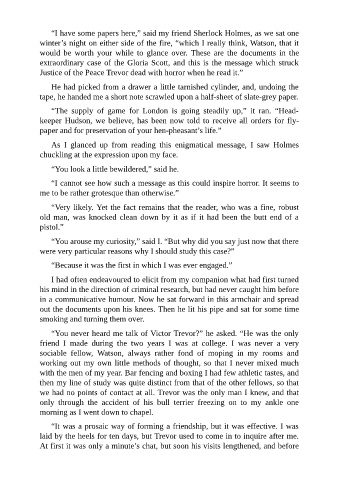 “I have some papers here,” said my friend Sherlock Holmes, as we sat one
winter’s night on either side of the fire, “which I really think, Watson, that it
would be worth your while to glance over. These are the documents in the
extraordinary case of the Gloria Scott, and this is the message which struck
Justice of the Peace Trevor dead with horror when he read it.”
He had picked from a drawer a little tarnished cylinder, and, undoing the
tape, he handed me a short note scrawled upon a half-sheet of slate-grey paper.
“The supply of game for London is going steadily up,” it ran. “Head-
keeper Hudson, we believe, has been now told to receive all orders for fly-
paper and for preservation of your hen-pheasant’s life.”
As I glanced up from reading this enigmatical message, I saw Holmes
chuckling at the expression upon my face.
“You look a little bewildered,” said he.
“I cannot see how such a message as this could inspire horror. It seems to
me to be rather grotesque than otherwise.”
“Very likely. Yet the fact remains that the reader, who was a fine, robust
old man, was knocked clean down by it as if it had been the butt end of a
pistol.”
“You arouse my curiosity,” said I. “But why did you say just now that there
were very particular reasons why I should study this case?”
“Because it was the first in which I was ever engaged.”
I had often endeavoured to elicit from my companion what had first turned
his mind in the direction of criminal research, but had never caught him before
in a communicative humour. Now he sat forward in this armchair and spread
out the documents upon his knees. Then he lit his pipe and sat for some time
smoking and turning them over.
“You never heard me talk of Victor Trevor?” he asked. “He was the only
friend I made during the two years I was at college. I was never a very
sociable fellow, Watson, always rather fond of moping in my rooms and
working out my own little methods of thought, so that I never mixed much
with the men of my year. Bar fencing and boxing I had few athletic tastes, and
then my line of study was quite distinct from that of the other fellows, so that
we had no points of contact at all. Trevor was the only man I knew, and that
only through the accident of his bull terrier freezing on to my ankle one
morning as I went down to chapel.
“It was a prosaic way of forming a friendship, but it was effective. I was
laid by the heels for ten days, but Trevor used to come in to inquire after me.
At first it was only a minute’s chat, but soon his visits lengthened, and before